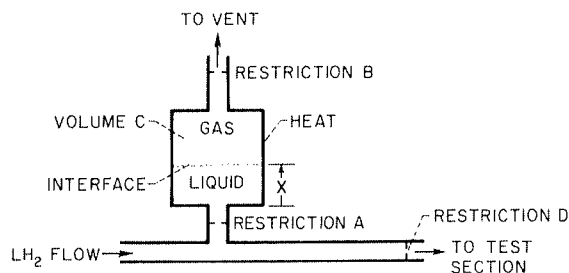 TO VENT
RESTRICTION B
VOLUME C
GAS
HEAT
INTERFACE
LIQUID
X
RESTRICTION A
RESTRICTION D
LH2 FLOW
TO TEST
SECTION